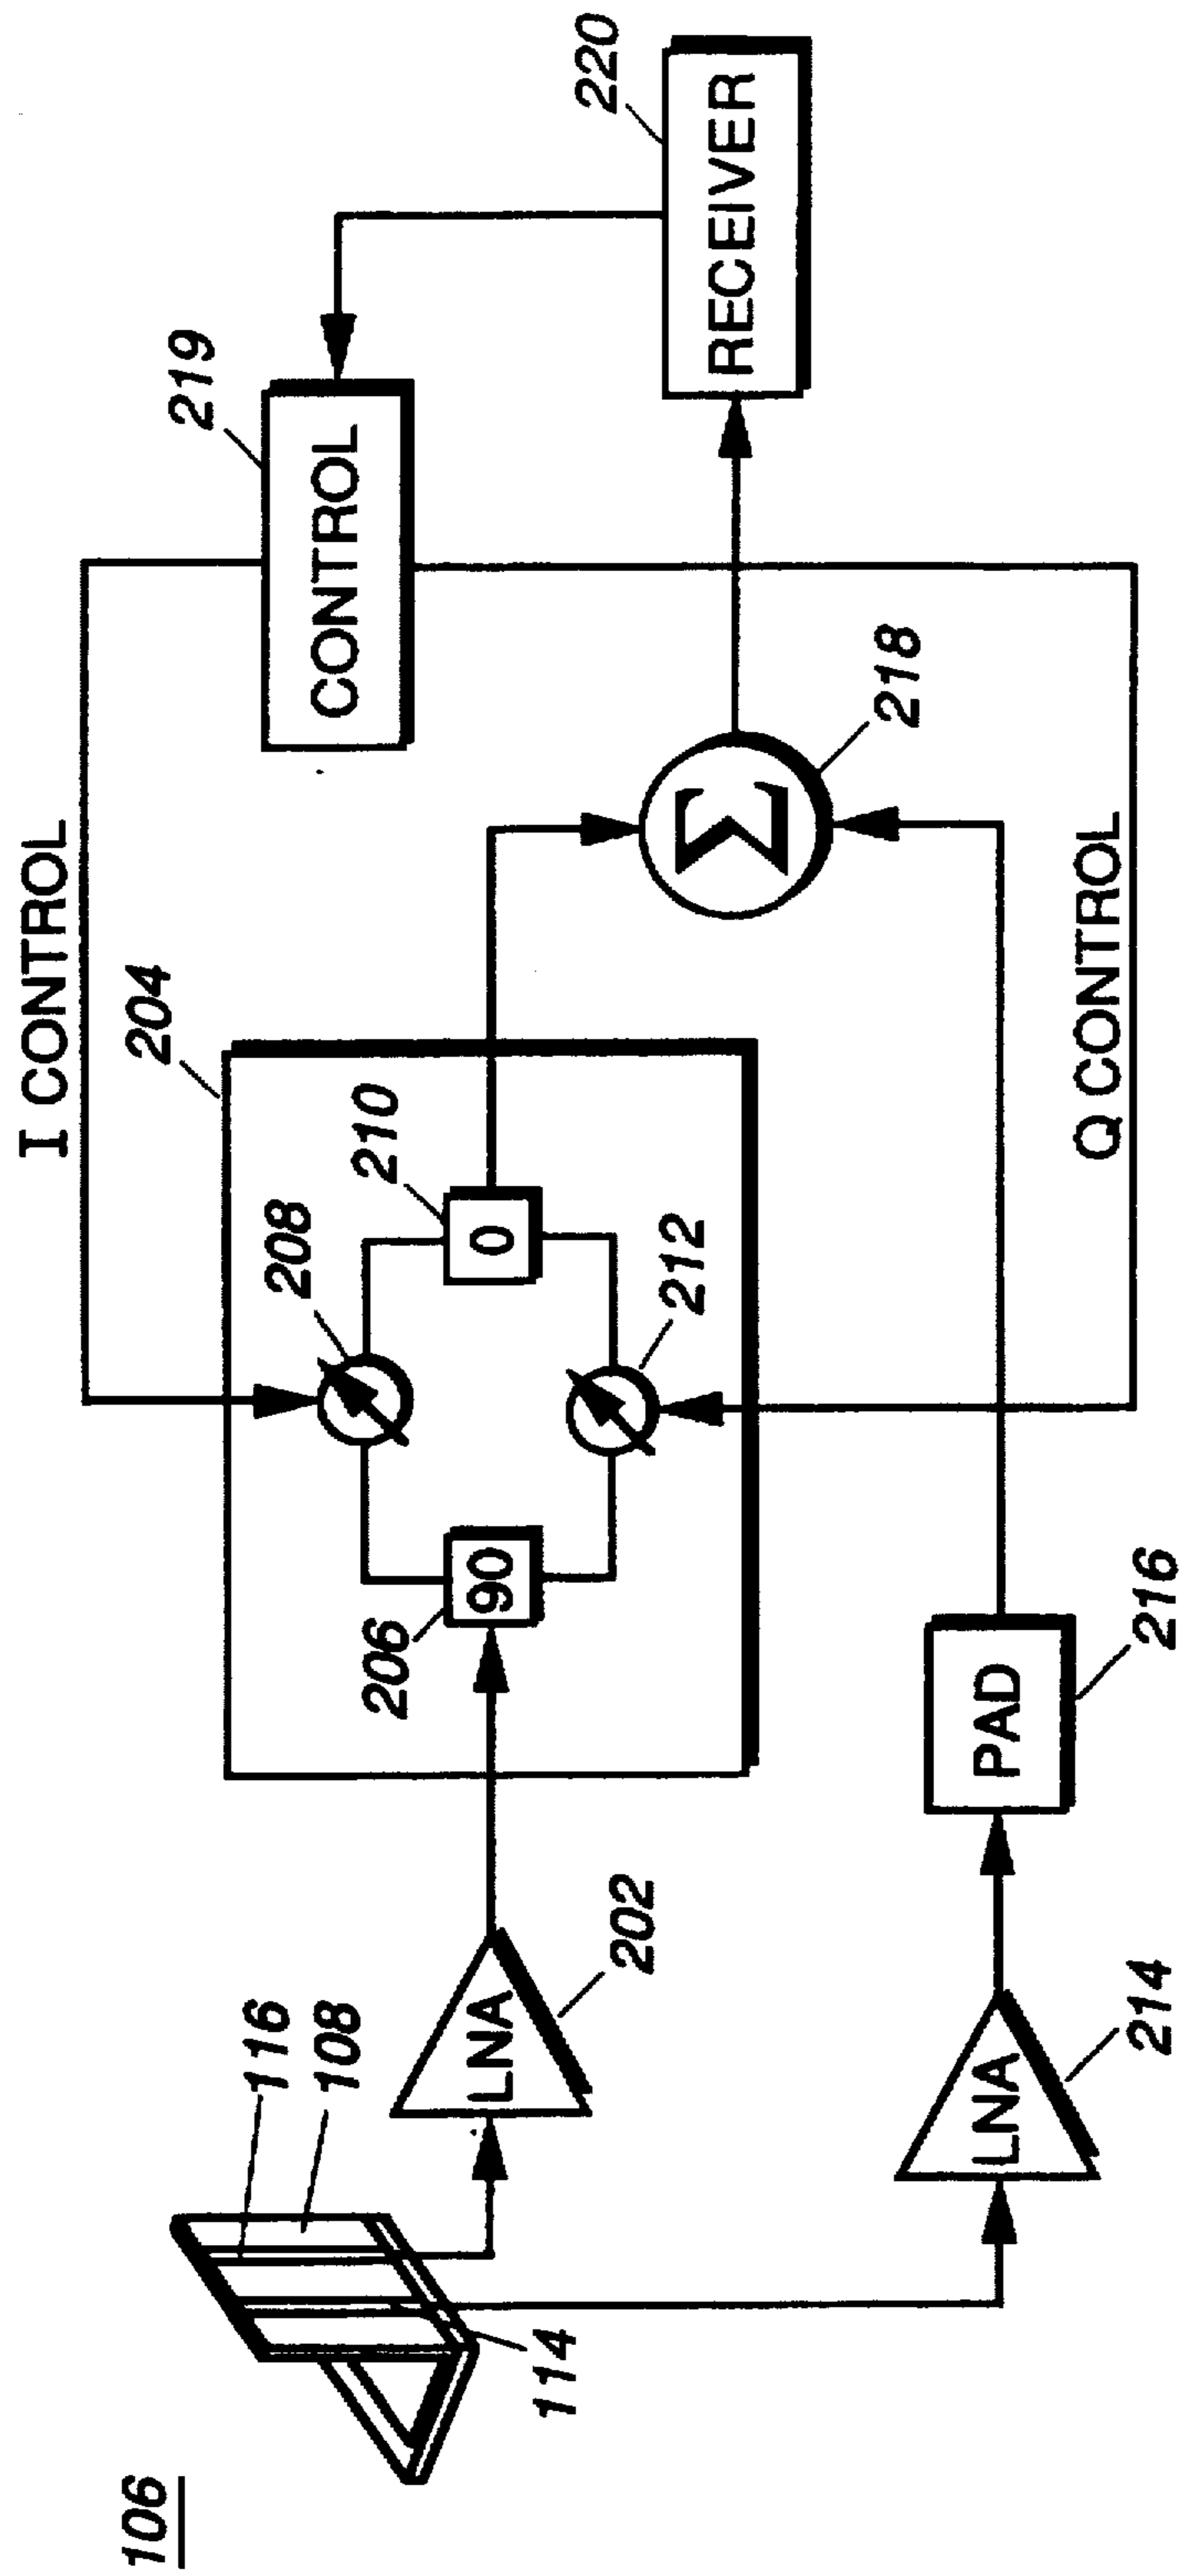 106
116
108
114
LNA
202
LNA
214
PAD
216
204
206
90
208
210
0
212
I CONTROL
Q CONTROL
Σ
218
CONTROL
219
RECEIVER
220